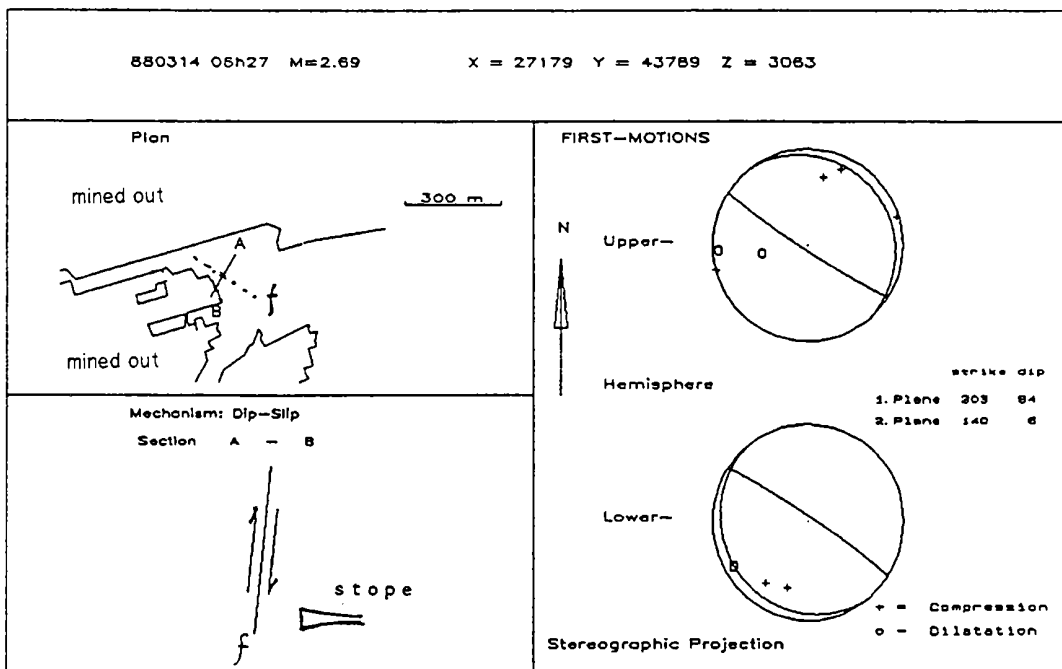 880314 05h27 M=2.69 X = 27179 Y = 43789 Z = 3063
Plan
mined out
300 m
A
f
B
mined out
Mechanism: Dip-Slip
Section A - B
stope
f
FIRST-MOTIONS
N
Upper-
Hemisphere
strike dip
1. Plane 203 84
2. Plane 140 6
Lower-
+ = Compression
o - Dilatation
Stereographic Projection